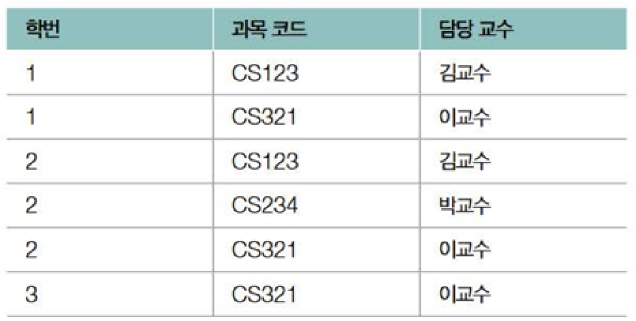 학번 과목 코드 담당 교수
1 CS123 김교수
1 CS321 이교수
2 CS123 김교수
2 CS234 박교수
2 CS321 이교수
3 CS321 이교수